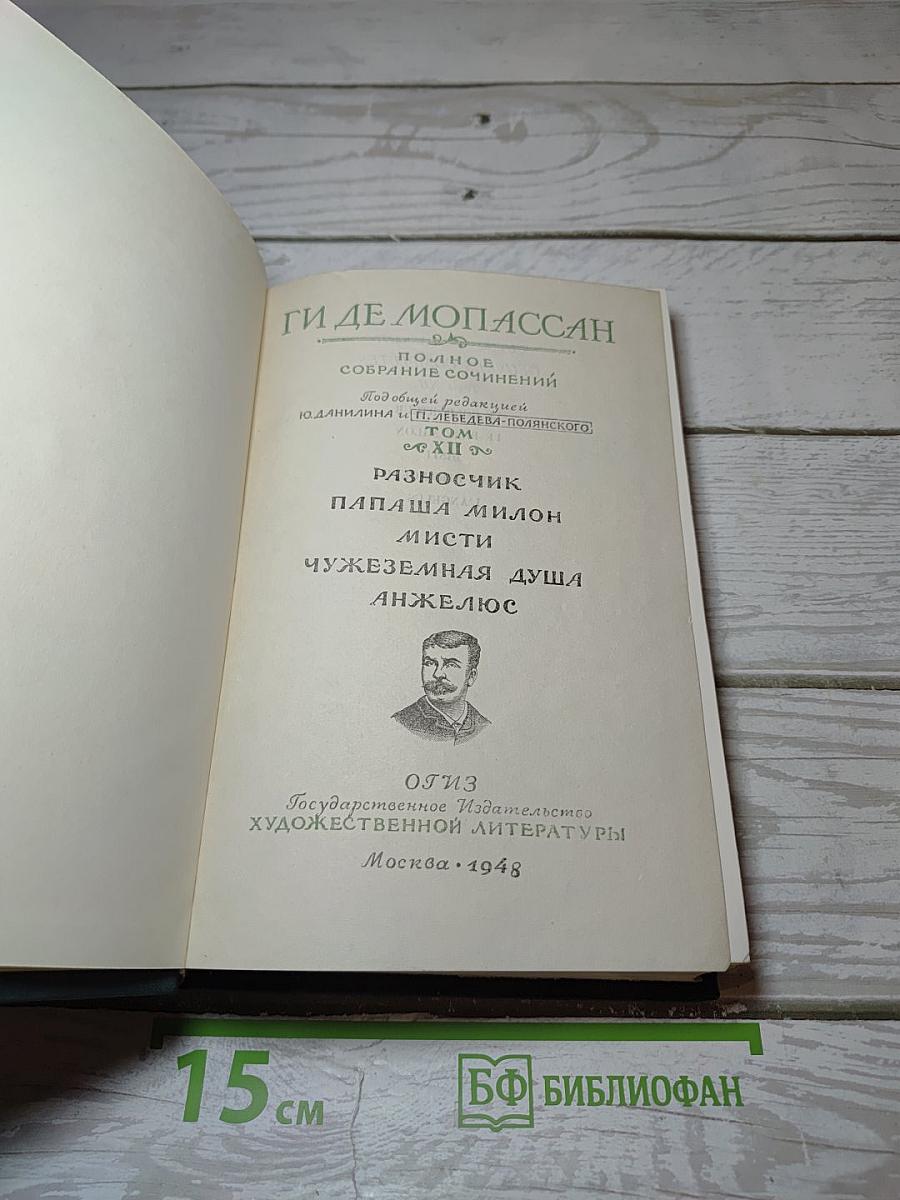 ГИ ДЕ МОПАССАН
ПОЛНОЕ
СОБРАНИЕ СОЧИНЕНИЙ
Под общей редакцией
Ю. ДАНИЛИНА и П. ЛЕБЕДЕВА-ПОЛЯНСКОГО
ТОМ
XII
РАЗНОСЧИК
ПАПАША МИЛОН
МИСТИ
ЧУЖЕЗЕМНАЯ ДУША
АНЖЕЛЮС
ОГИЗ
Государственное Издательство
ХУДОЖЕСТВЕННОЙ ЛИТЕРАТУРЫ
Москва • 1948
15 см
БФ БИБЛИОФАН